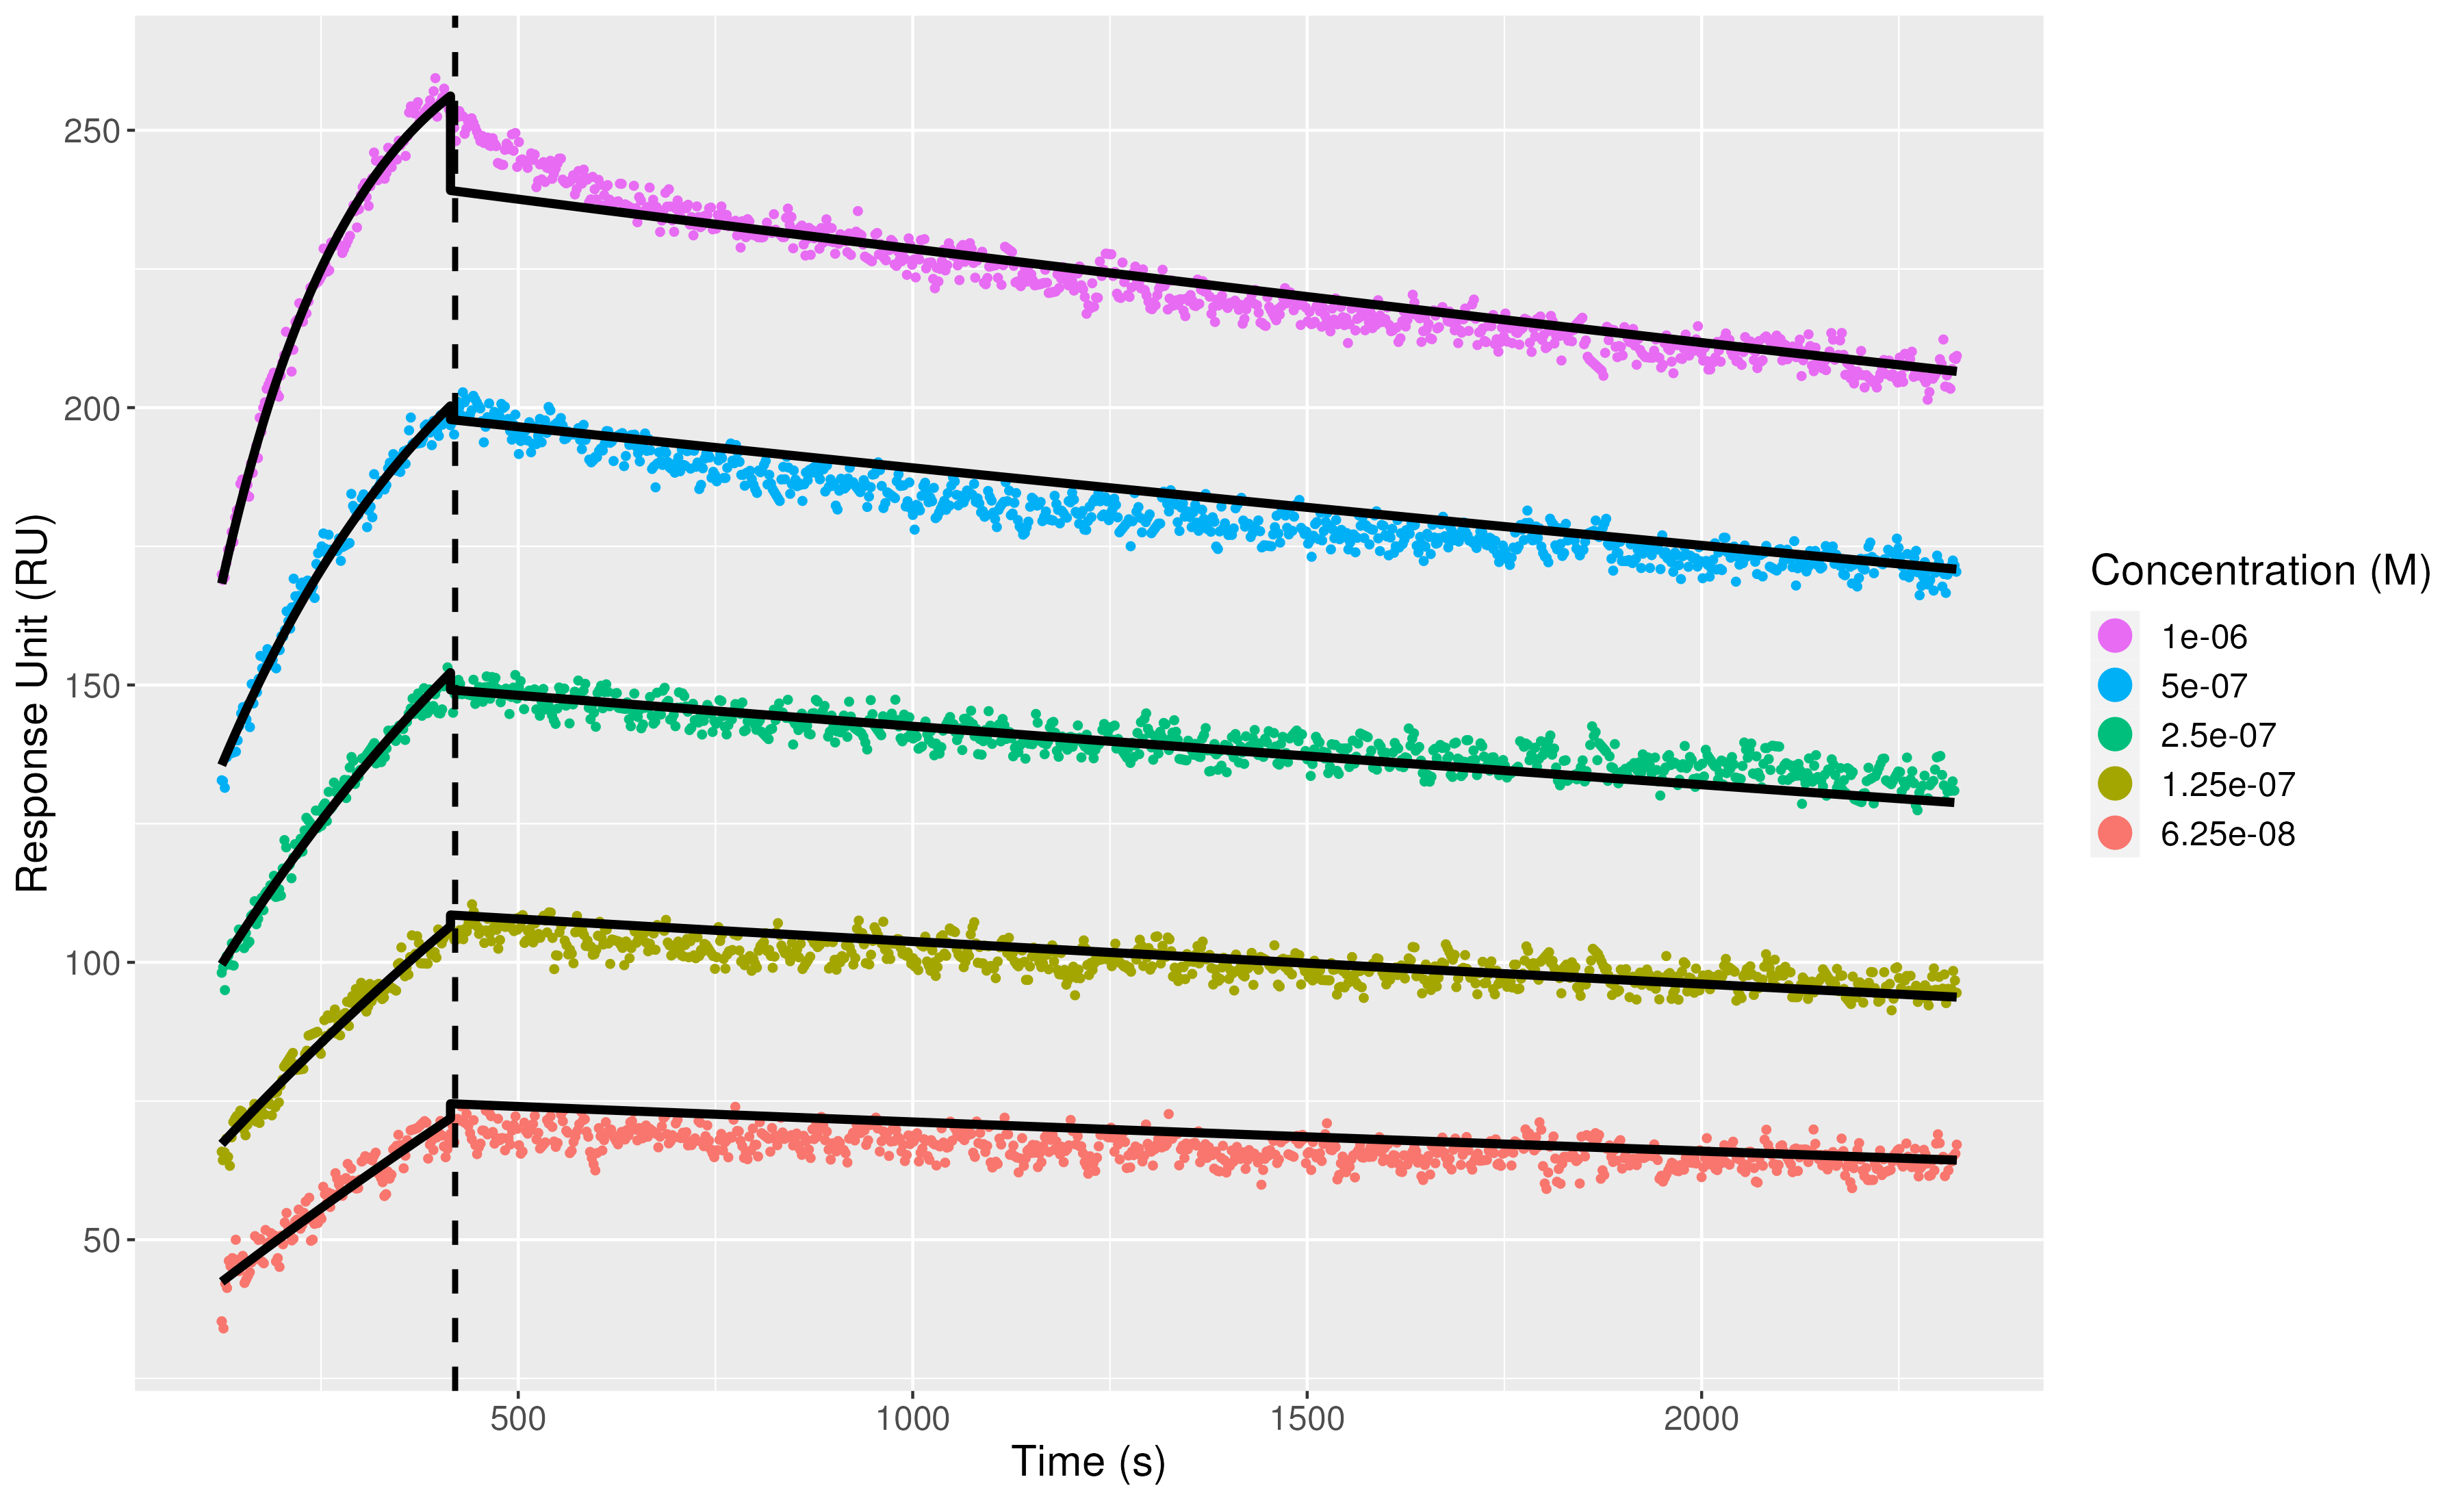 Response Unit (RU)
250
200
150
100
50
500 1000 1500 2000
Time (s)
Concentration (M)
1e-06
5e-07
2.5e-07
1.25e-07
6.25e-08